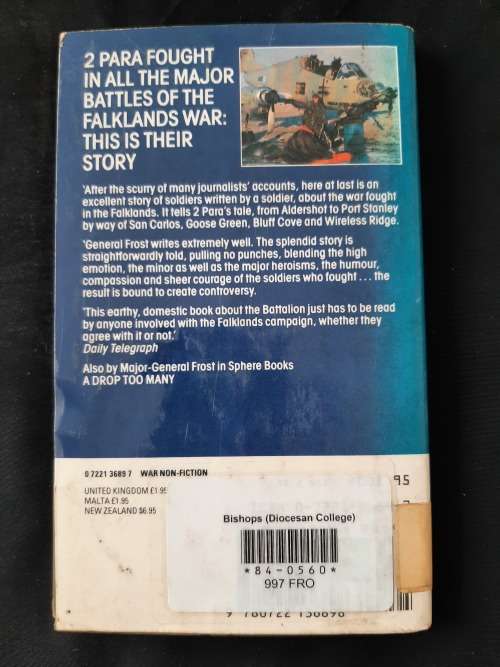 2 PARA FOUGHT
IN ALL THE MAJOR
BATTLES OF THE
FALKLANDS WAR:
THIS IS THEIR
STORY
'After the scurry of many journalists' accounts, here at last is an
excellent story of soldiers written by a soldier, about the war fought
in the Falklands. It tells 2 Para's tale, from Aldershot to Port Stanley
by way of San Carlos, Goose Green, Bluff Cove and Wireless Ridge.
'General Frost writes extremely well. The splendid story is
straightforwardly told, pulling no punches, blending the high
emotion, the minor as well as the major heroisms, the humour,
compassion and sheer courage of the soldiers who fought ... the
result is bound to create controversy.
'This earthy, domestic book about the Battalion just has to be read
by anyone involved with the Falklands campaign, whether they
agree with it or not.'
Daily Telegraph
Also by Major-General Frost in Sphere Books
A DROP TOO MANY
0 7221 3689 7 WAR NON-FICTION
UNITED KINGDOM £1.95
MALTA £1.95
NEW ZEALAND $6.95
95
Bishops (Diocesan College)
*84-0560*
997 FRO
9 780722 136898